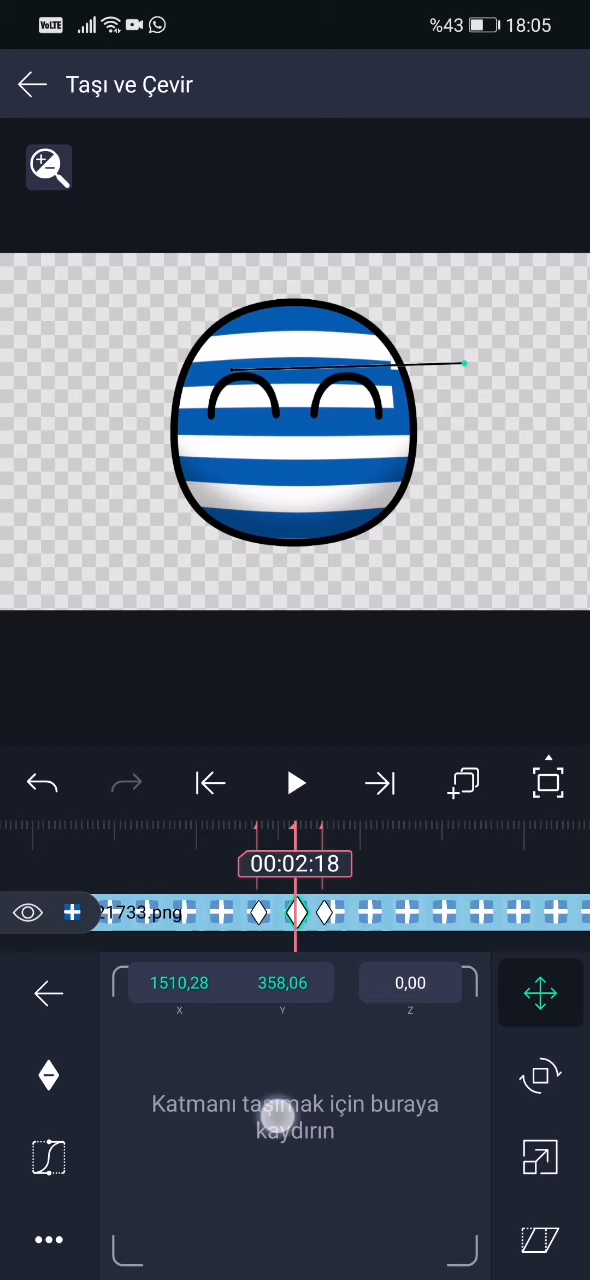 VoLTE %43 18:05
Taşı ve Çevir
00:02:18
21733.png
1510,28 358,06 0,00
X Y Z
Katmanı taşımak için buraya
kaydırın